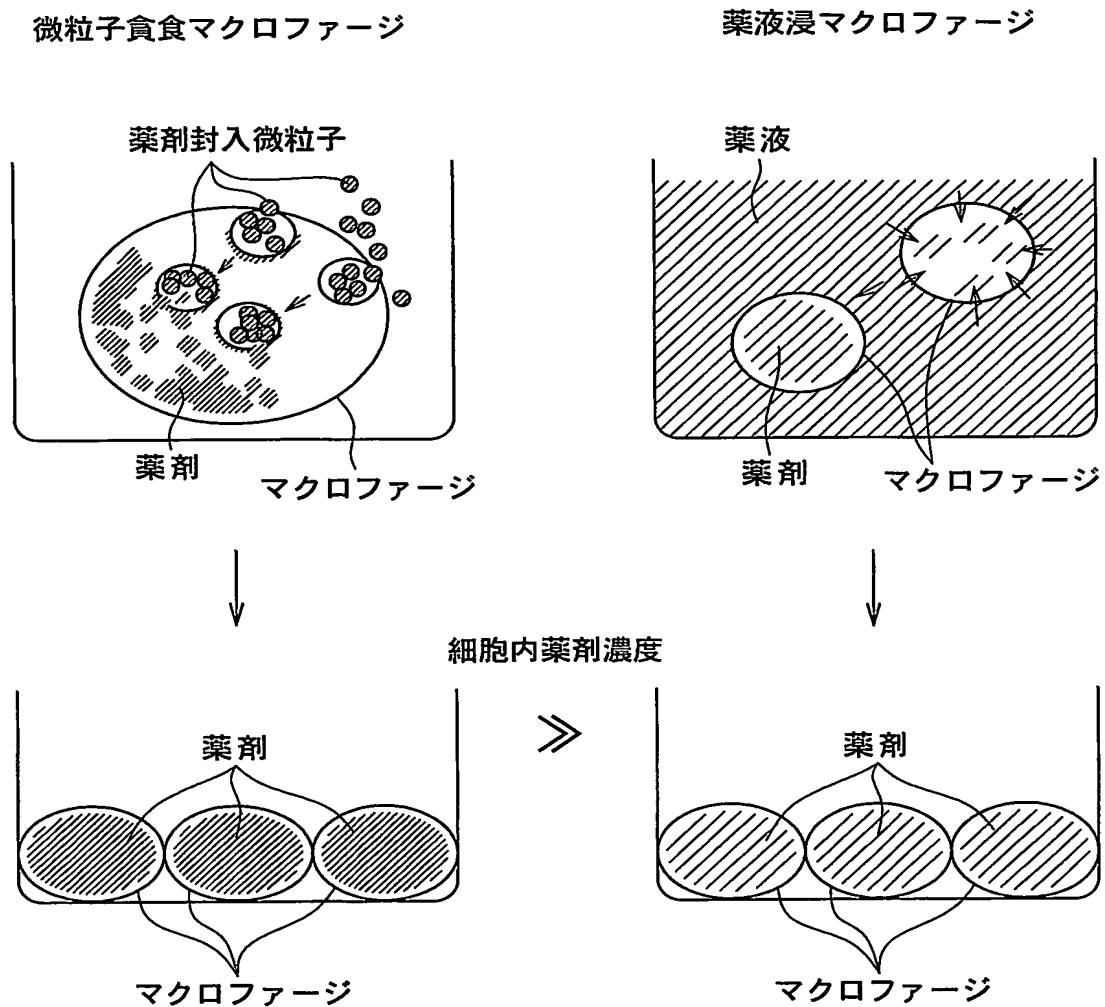 微粒子貪食マクロファージ
薬液浸マクロファージ
薬剤封入微粒子
薬液
薬剤
マクロファージ
薬剤
マクロファージ
細胞内薬剤濃度
薬剤
≫
薬剤
マクロファージ
マクロファージ